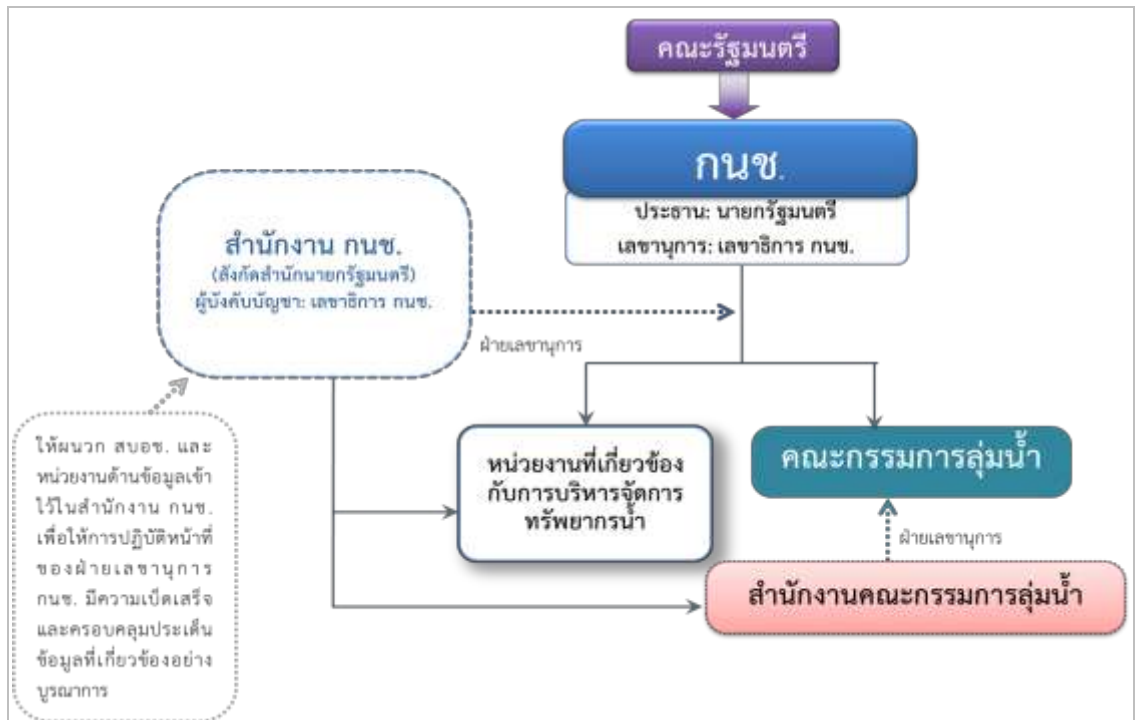 คณะรัฐมนตรี
กนช.
ประธาน: นายกรัฐมนตรี
เลขานุการ: เลขาธิการ กนช.
สำนักงาน กนช.
(สังกัดสำนักนายกรัฐมนตรี)
ผู้บังคับบัญชา: เลขาธิการ กนช.
ฝ่ายเลขานุการ
ให้ผนวก สบอช. และ
หน่วยงานด้านข้อมูลเข้า
ไว้ในสำนักงาน กนช.
เพื่อให้การปฏิบัติหน้าที่
ของฝ่ายเลขานุการ
กนช. มีความเบ็ดเสร็จ
และครอบคลุมประเด็น
ข้อมูลที่เกี่ยวข้องอย่าง
บูรณาการ
หน่วยงานที่เกี่ยวข้อง
กับการบริหารจัดการ
ทรัพยากรน้ำ
คณะกรรมการลุ่มน้ำ
ฝ่ายเลขานุการ
สำนักงานคณะกรรมการลุ่มน้ำ